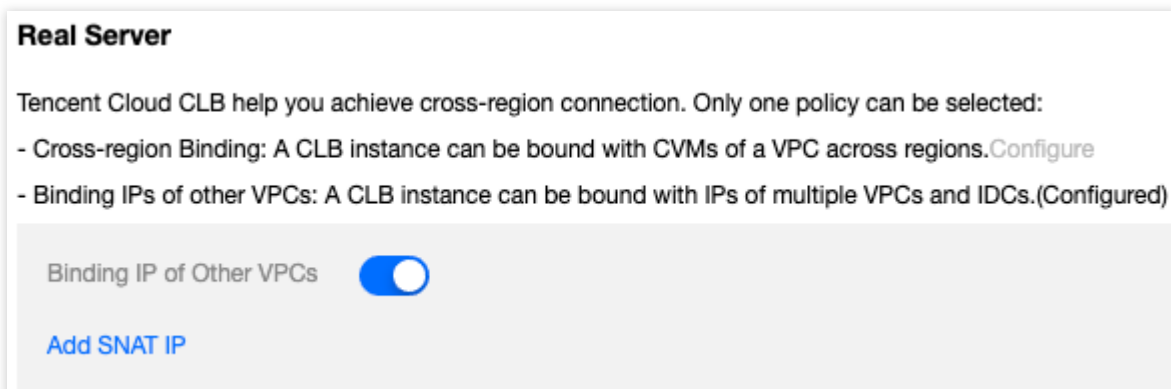 Real Server
Tencent Cloud CLB help you achieve cross-region connection. Only one policy can be selected:
- Cross-region Binding: A CLB instance can be bound with CVMs of a VPC across regions.Configure
- Binding IPs of other VPCs: A CLB instance can be bound with IPs of multiple VPCs and IDCs.(Configured)
Binding IP of Other VPCs
Add SNAT IP